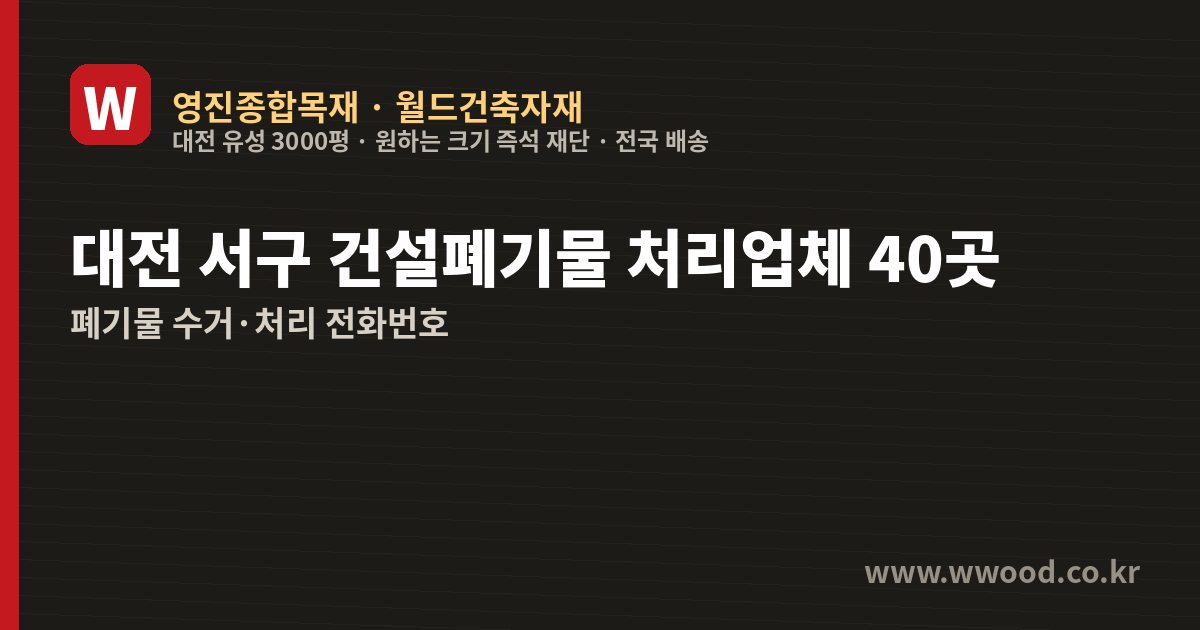 W
영진종합목재 · 월드건축자재
대전 유성 3000평 · 원하는 크기 즉석 재단 · 전국 배송
대전 서구 건설폐기물 처리업체 40곳
폐기물 수거·처리 전화번호
www.wwood.co.kr